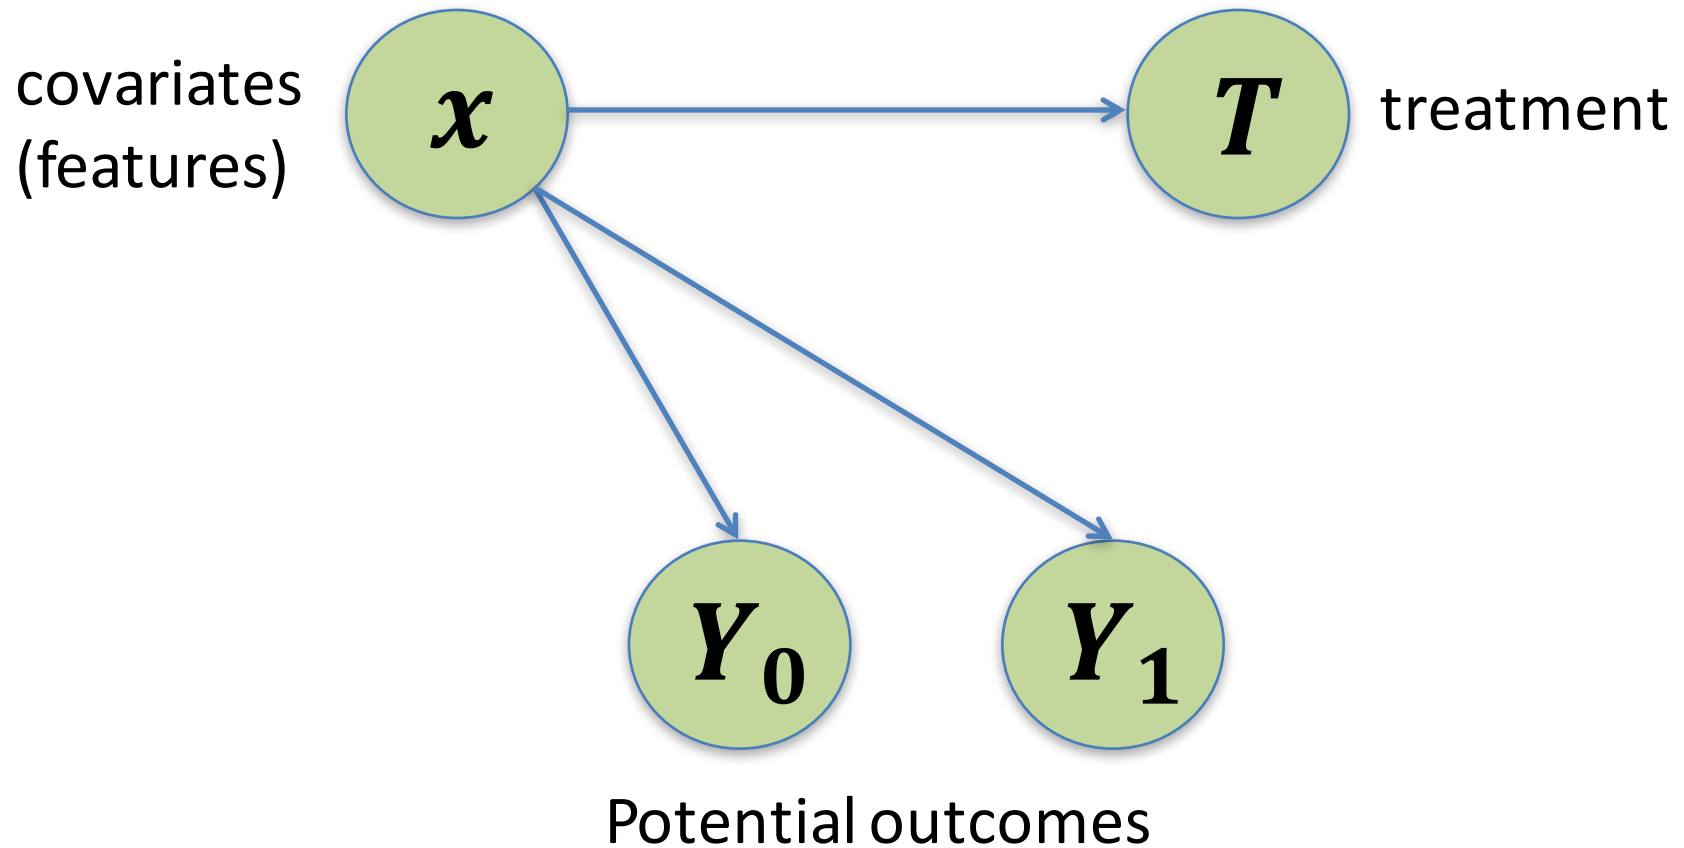 covariates
(features)
x
T
treatment
Y₀
Y₁
Potential outcomes